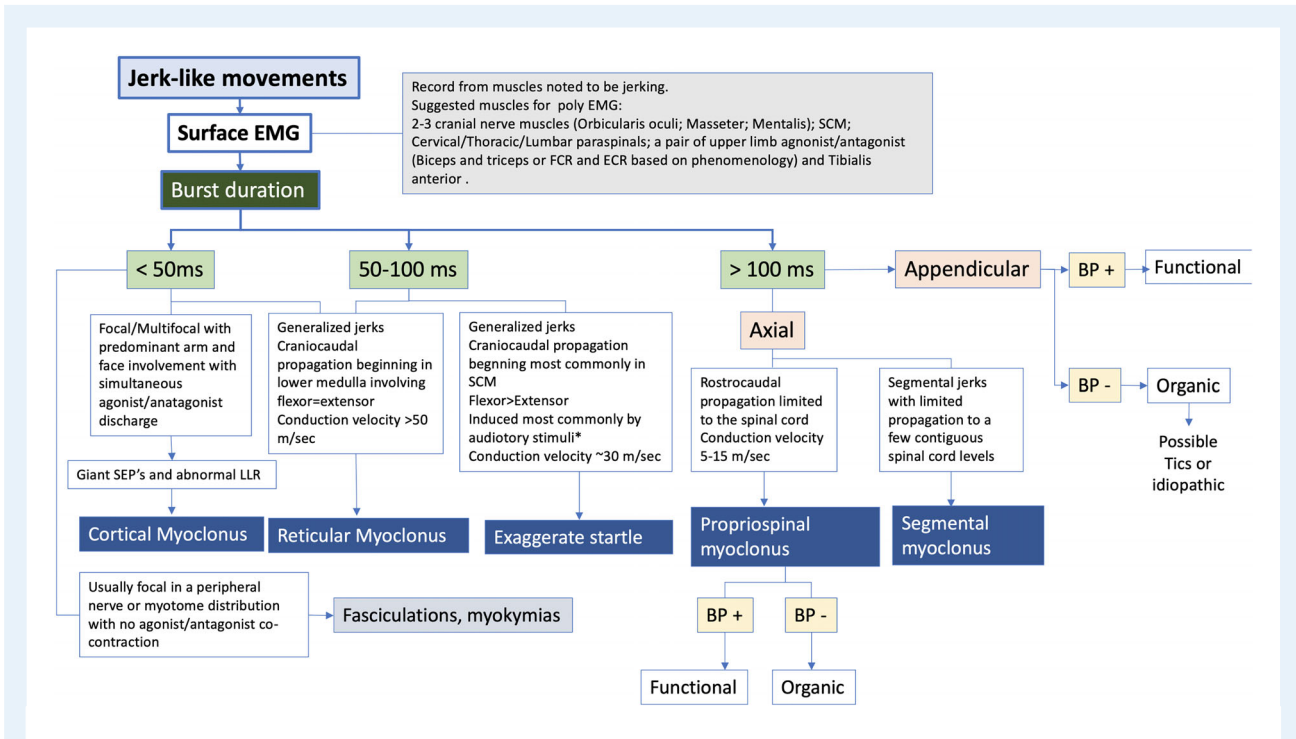 Jerk-like movements
Surface EMG
Burst duration
Record from muscles noted to be jerking.
Suggested muscles for poly EMG:
2-3 cranial nerve muscles (Orbicularis oculi; Masseter; Mentalis); SCM;
Cervical/Thoracic/Lumbar paraspinals; a pair of upper limb agnonist/antagonist
(Biceps and triceps or FCR and ECR based on phenomenology) and Tibialis
anterior .
< 50ms
50-100 ms
> 100 ms
Appendicular
BP +
Functional
BP -
Organic
Possible
Tics or
idiopathic
Focal/Multifocal with
predominant arm and
face involvement with
simultaneous
agonist/anatagonist
discharge
Giant SEP's and abnormal LLR
Cortical Myoclonus
Generalized jerks
Craniocaudal
propagation beginning in
lower medulla involving
flexor=extensor
Conduction velocity >50
m/sec
Reticular Myoclonus
Generalized jerks
Craniocaudal propagation
begnning most commonly in
SCM
Flexor>Extensor
Induced most commonly by
audiotory stimuli*
Conduction velocity ~30 m/sec
Exaggerate startle
Axial
Rostrocaudal
propagation limited
to the spinal cord
Conduction velocity
5-15 m/sec
Propriospinal
myoclonus
Segmental jerks
with limited
propagation to a
few contiguous
spinal cord levels
Segmental
myoclonus
Usually focal in a peripheral
nerve or myotome distribution
with no agonist/antagonist co-
contraction
Fasciculations, myokymias
BP +
BP -
Functional
Organic